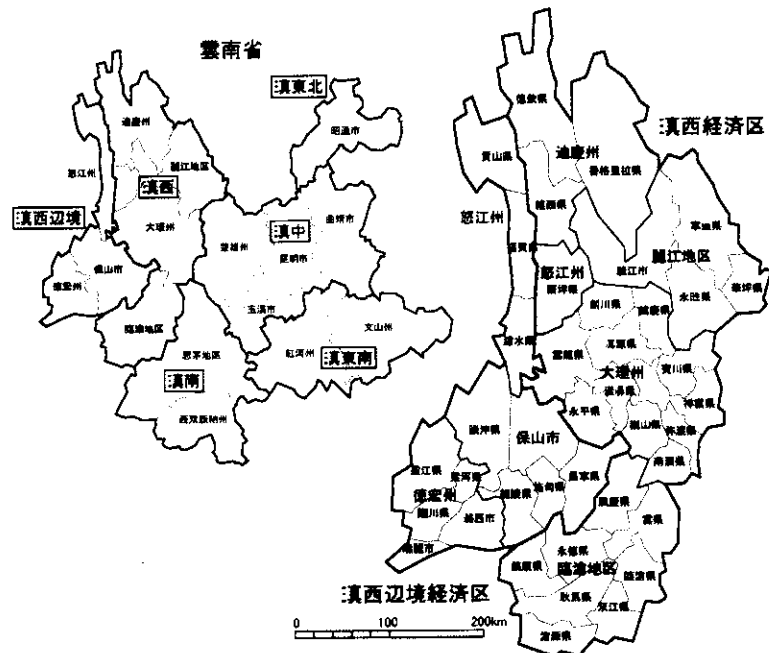 雲南省
滇東北
昭通市
迪慶州
怒江州
麗江地区
滇西
大理州
滇西辺境
保山市
徳宏州
臨滄地区
楚雄州
滇中
曲靖市
昆明市
玉渓市
文山州
紅河州
滇東南
思茅地区
滇南
西双版納州
滇西経済区
徳欽県
貢山県
迪慶州
香格里拉県
維西県
怒江州
福貢県
怒江州
蘭坪県
麗江地区
寧蒗県
麗江市
永勝県
華坪県
剣川県
鶴慶県
瀘水県
雲龍県
洱源県
大理州
賓川県
永平県
漾鼻県
祥雲県
巍山県
弥渡県
南澗県
騰沖県
保山市
盈江県
梁河県
徳宏州
隴川県
潞西市
瑞麗市
龍陵県
施甸県
昌寧県
鳳慶県
雲県
永徳県
鎮康県
臨滄地区
臨滄県
耿馬県
双江県
滄源県
滇西辺境経済区
0 100 200km